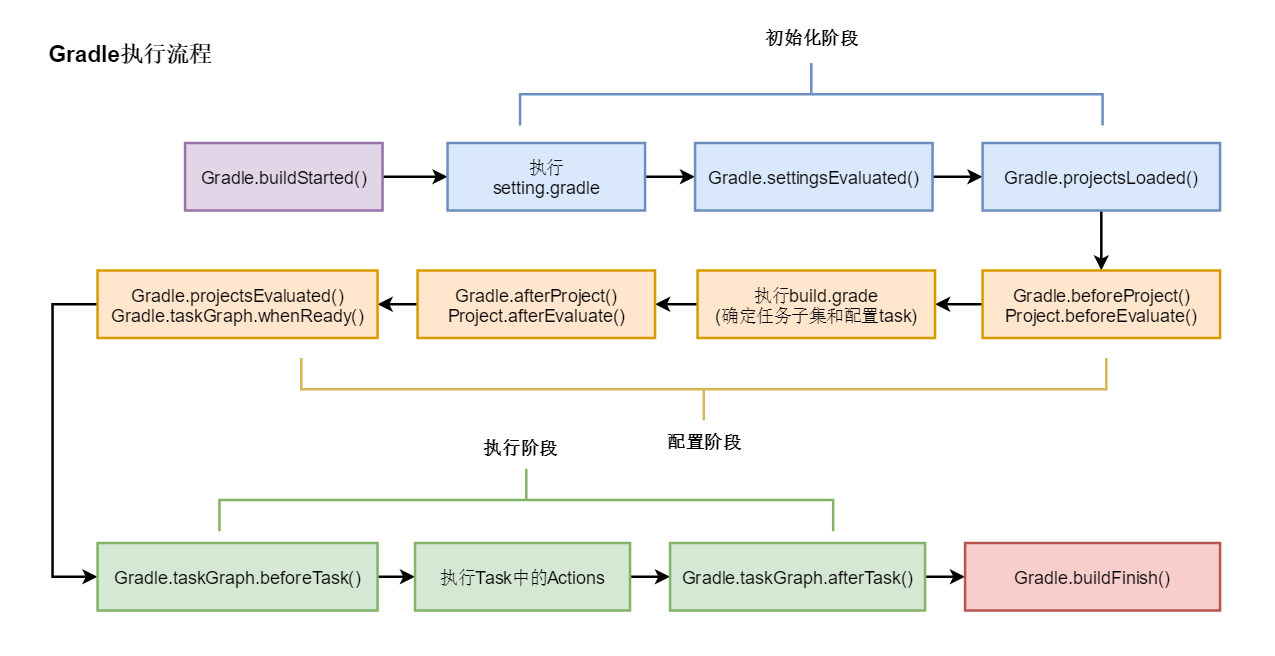 Gradle执行流程
初始化阶段
Gradle.buildStarted()
执行
setting.gradle
Gradle.settingsEvaluated()
Gradle.projectsLoaded()
Gradle.beforeProject()
Project.beforeEvaluate()
执行build.grade
(确定任务子集和配置task)
Gradle.afterProject()
Project.afterEvaluate()
Gradle.projectsEvaluated()
Gradle.taskGraph.whenReady()
配置阶段
执行阶段
Gradle.taskGraph.beforeTask()
执行Task中的Actions
Gradle.taskGraph.afterTask()
Gradle.buildFinish()